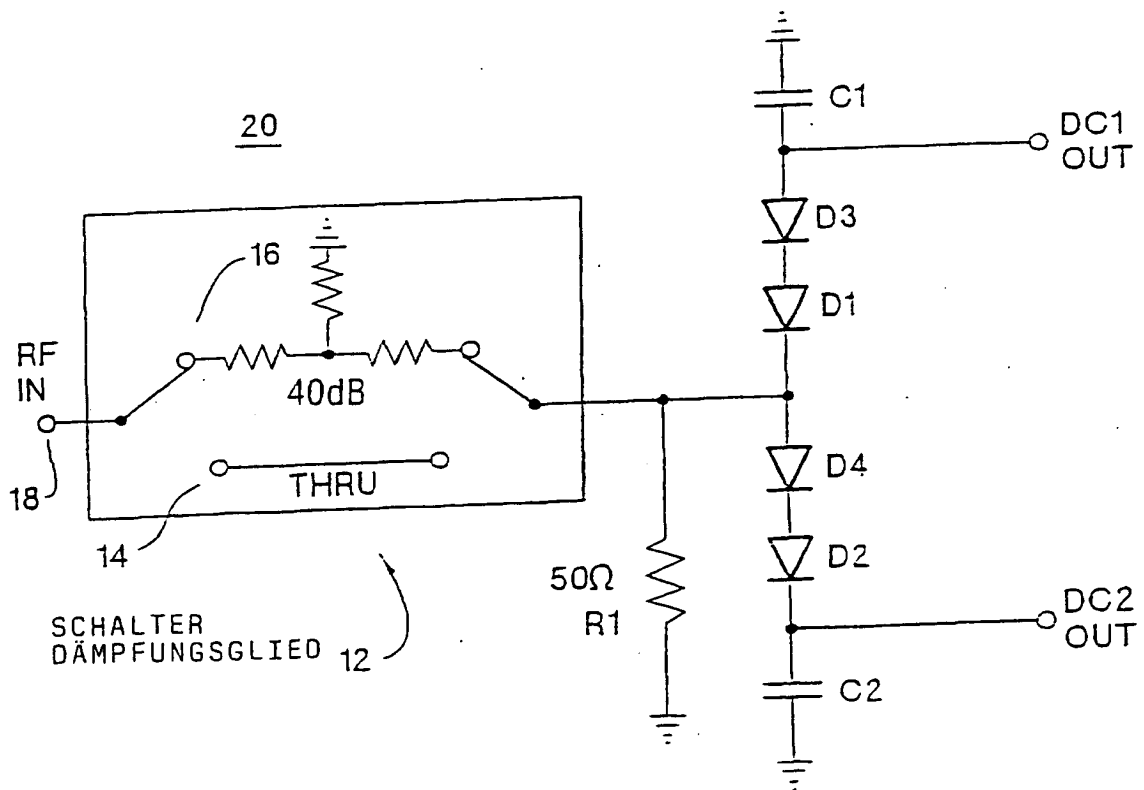 20
C1
DC1
OUT
D3
16
D1
RF
IN
40dB
18
THRU
D4
14
D2
50Ω
R1
DC2
OUT
SCHALTER
DÄMPFUNGSGLIED 12
C2